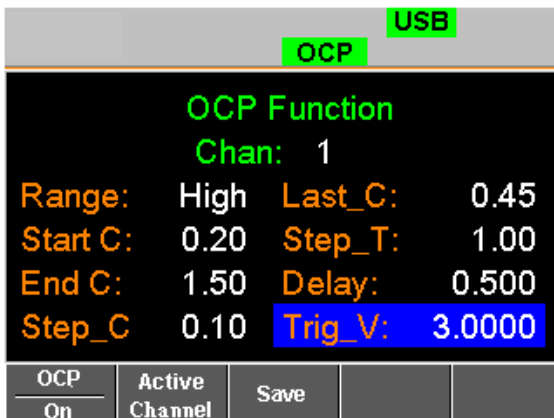 USB
OCP
OCP Function
Chan: 1
Range: High Last_C: 0.45
Start C: 0.20 Step_T: 1.00
End C: 1.50 Delay: 0.500
Step_C 0.10 Trig_V: 3.0000
OCP On
Active Channel
Save